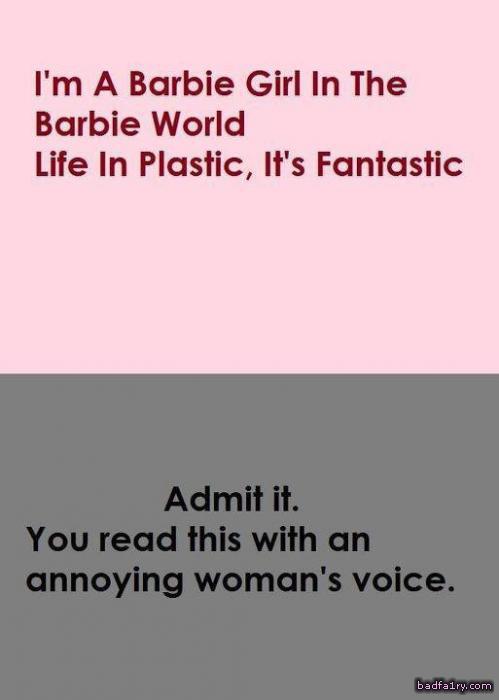 I'm A Barbie Girl In The
Barbie World
Life In Plastic, It's Fantastic
Admit it.
You read this with an
annoying woman's voice.
badfa1ry.com